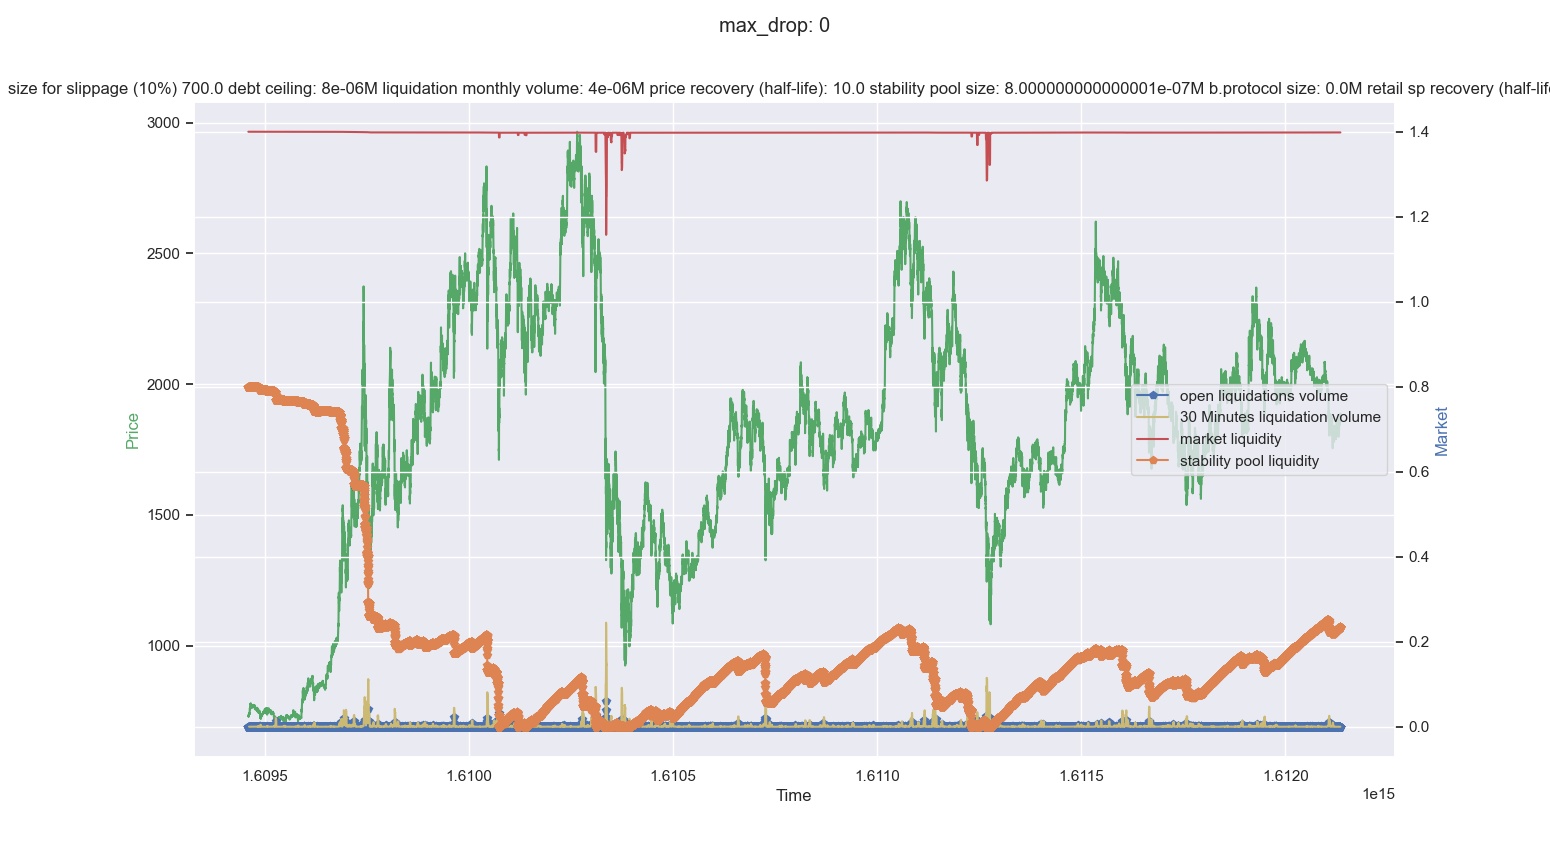 max_drop: 0
size for slippage (10%) 700.0 debt ceiling: 8e-06M liquidation monthly volume: 4e-06M price recovery (half-life): 10.0 stability pool size: 8.000000000000001e-07M b.protocol size: 0.0M retail sp recovery (half-life
3000
2500
2000
1500
1000
Price
1.4
1.2
1.0
0.8
0.6
0.4
0.2
0.0
Market
open liquidations volume
30 Minutes liquidation volume
market liquidity
stability pool liquidity
1.6095
1.6100
1.6105
1.6110
1.6115
1.6120
Time
1e15